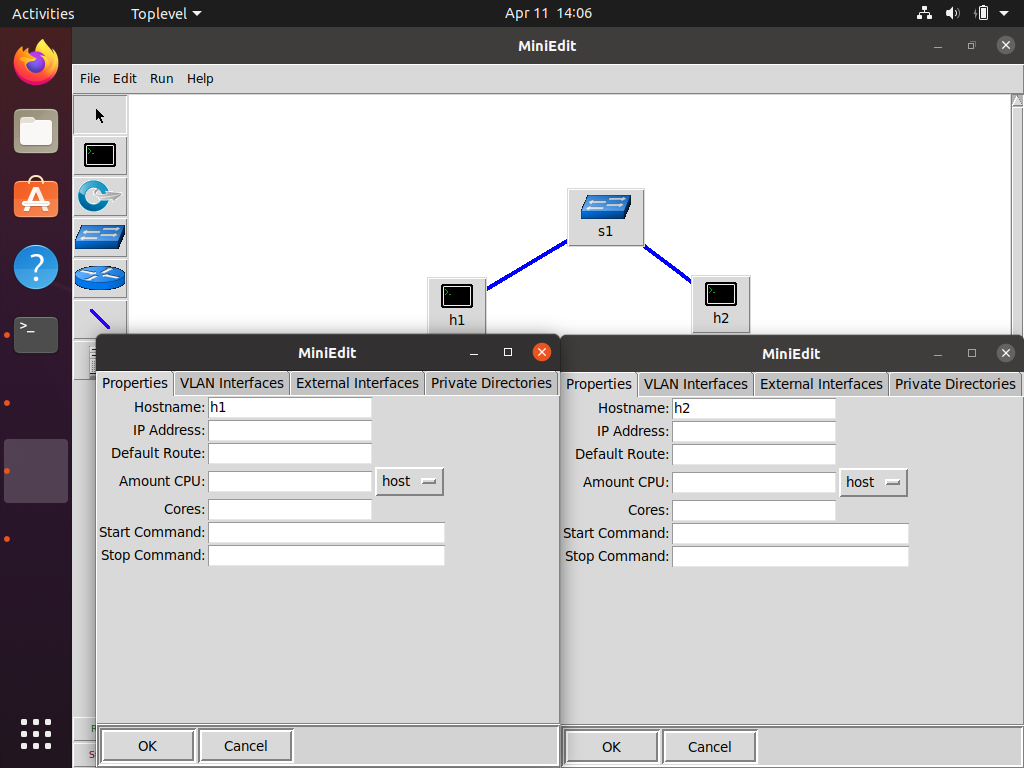 Activities Toplevel Apr 11 14:06
MiniEdit
File Edit Run Help
s1
h1
h2
MiniEdit
Properties VLAN Interfaces External Interfaces Private Directories
Hostname: h1
IP Address:
Default Route:
Amount CPU: host
Cores:
Start Command:
Stop Command:
OK Cancel
MiniEdit
Properties VLAN Interfaces External Interfaces Private Directories
Hostname: h2
IP Address:
Default Route:
Amount CPU: host
Cores:
Start Command:
Stop Command:
OK Cancel